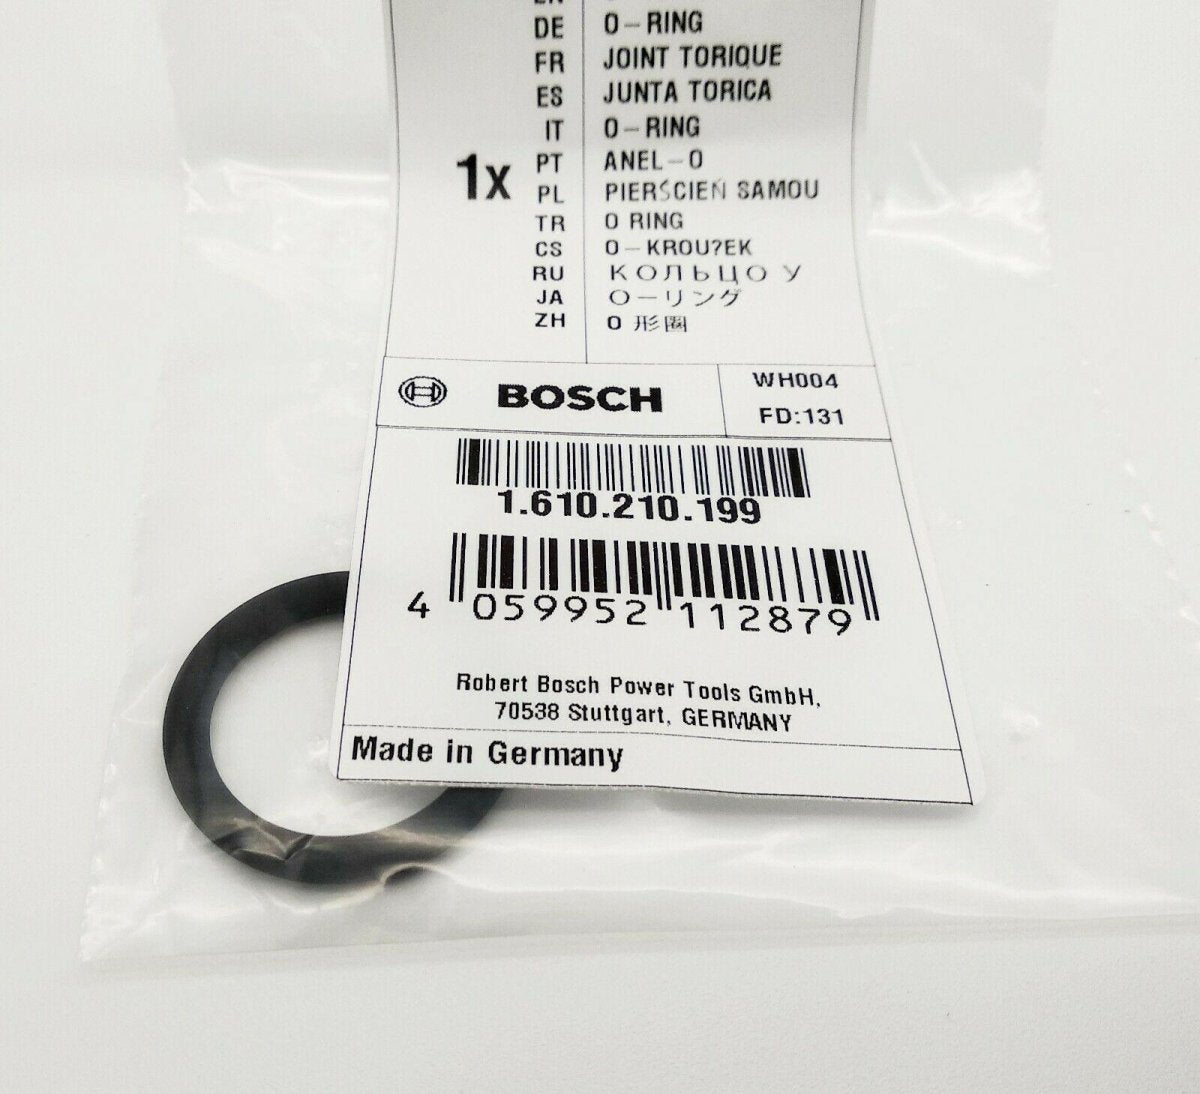 DE O-RING
FR JOINT TORIQUE
ES JUNTA TORICA
IT O-RING
1x PT ANEL-O
PL PIERŚCIEŃ SAMOU
TR O RING
CS O-KROU?EK
RU КОЛЬЦО У
JA O-リング
ZH O 形圈
BOSCH
WH004
FD:131
1.610.210.199
4 059952 112879
Robert Bosch Power Tools GmbH,
70538 Stuttgart, GERMANY
Made in Germany